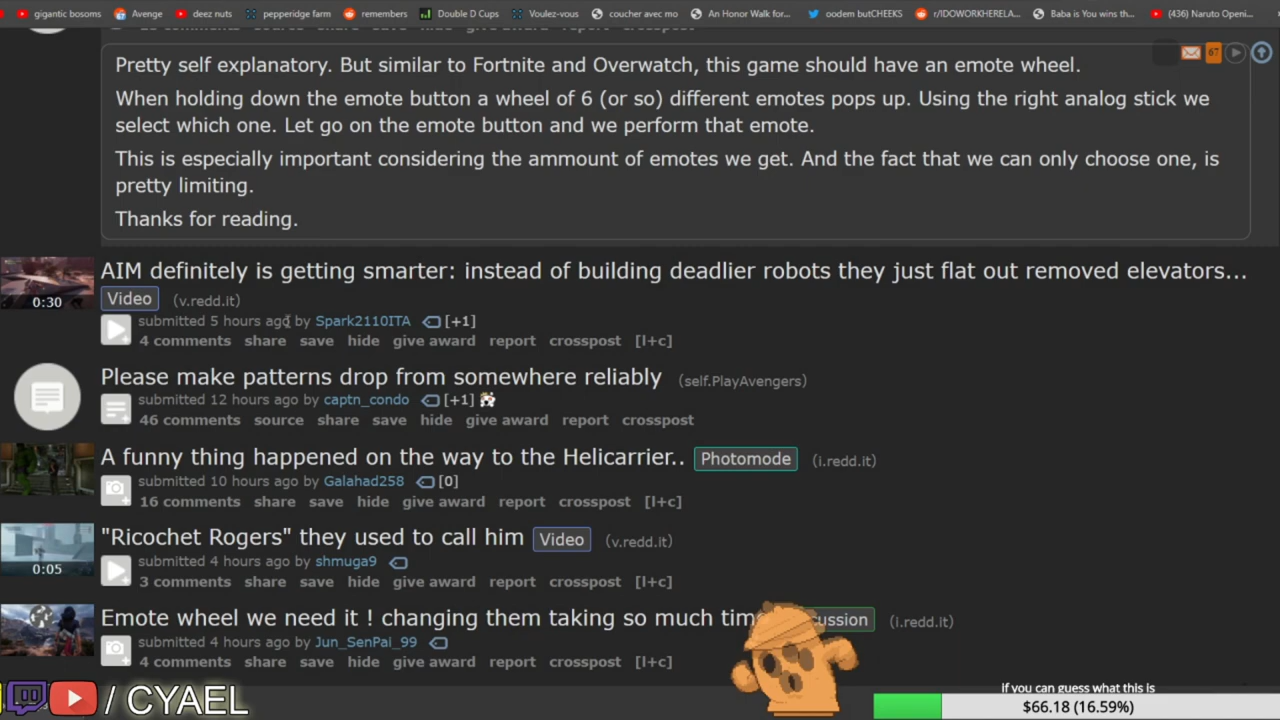 gigantic bosoms Avenge deez nuts pepperidge farm remembers Double D Cups Voulez-vous coucher avec mo An Honor Walk for... oodem butCHEEKS r/IDOWORKHERELA... Baba is You wins th... (436) Naruto Openi...
share save hide give award report crosspost
67
Pretty self explanatory. But similar to Fortnite and Overwatch, this game should have an emote wheel.
When holding down the emote button a wheel of 6 (or so) different emotes pops up. Using the right analog stick we
select which one. Let go on the emote button and we perform that emote.
This is especially important considering the ammount of emotes we get. And the fact that we can only choose one, is
pretty limiting.
Thanks for reading.
AIM definitely is getting smarter: instead of building deadlier robots they just flat out removed elevators...
0:30
Video (v.redd.it)
submitted 5 hours ago by Spark2110ITA [+1]
4 comments share save hide give award report crosspost [l+c]
Please make patterns drop from somewhere reliably (self.PlayAvengers)
submitted 12 hours ago by captn_condo [+1]
46 comments source share save hide give award report crosspost
A funny thing happened on the way to the Helicarrier.. Photomode (i.redd.it)
submitted 10 hours ago by Galahad258 [0]
16 comments share save hide give award report crosspost [l+c]
"Ricochet Rogers" they used to call him Video (v.redd.it)
0:05
submitted 4 hours ago by shmuga9
3 comments share save hide give award report crosspost [l+c]
Emote wheel we need it ! changing them taking so much tim ussion (i.redd.it)
submitted 4 hours ago by Jun_SenPai_99
4 comments share save hide give award report crosspost [l+c]
/ CYAEL
if you can guess what this is
$66.18 (16.59%)